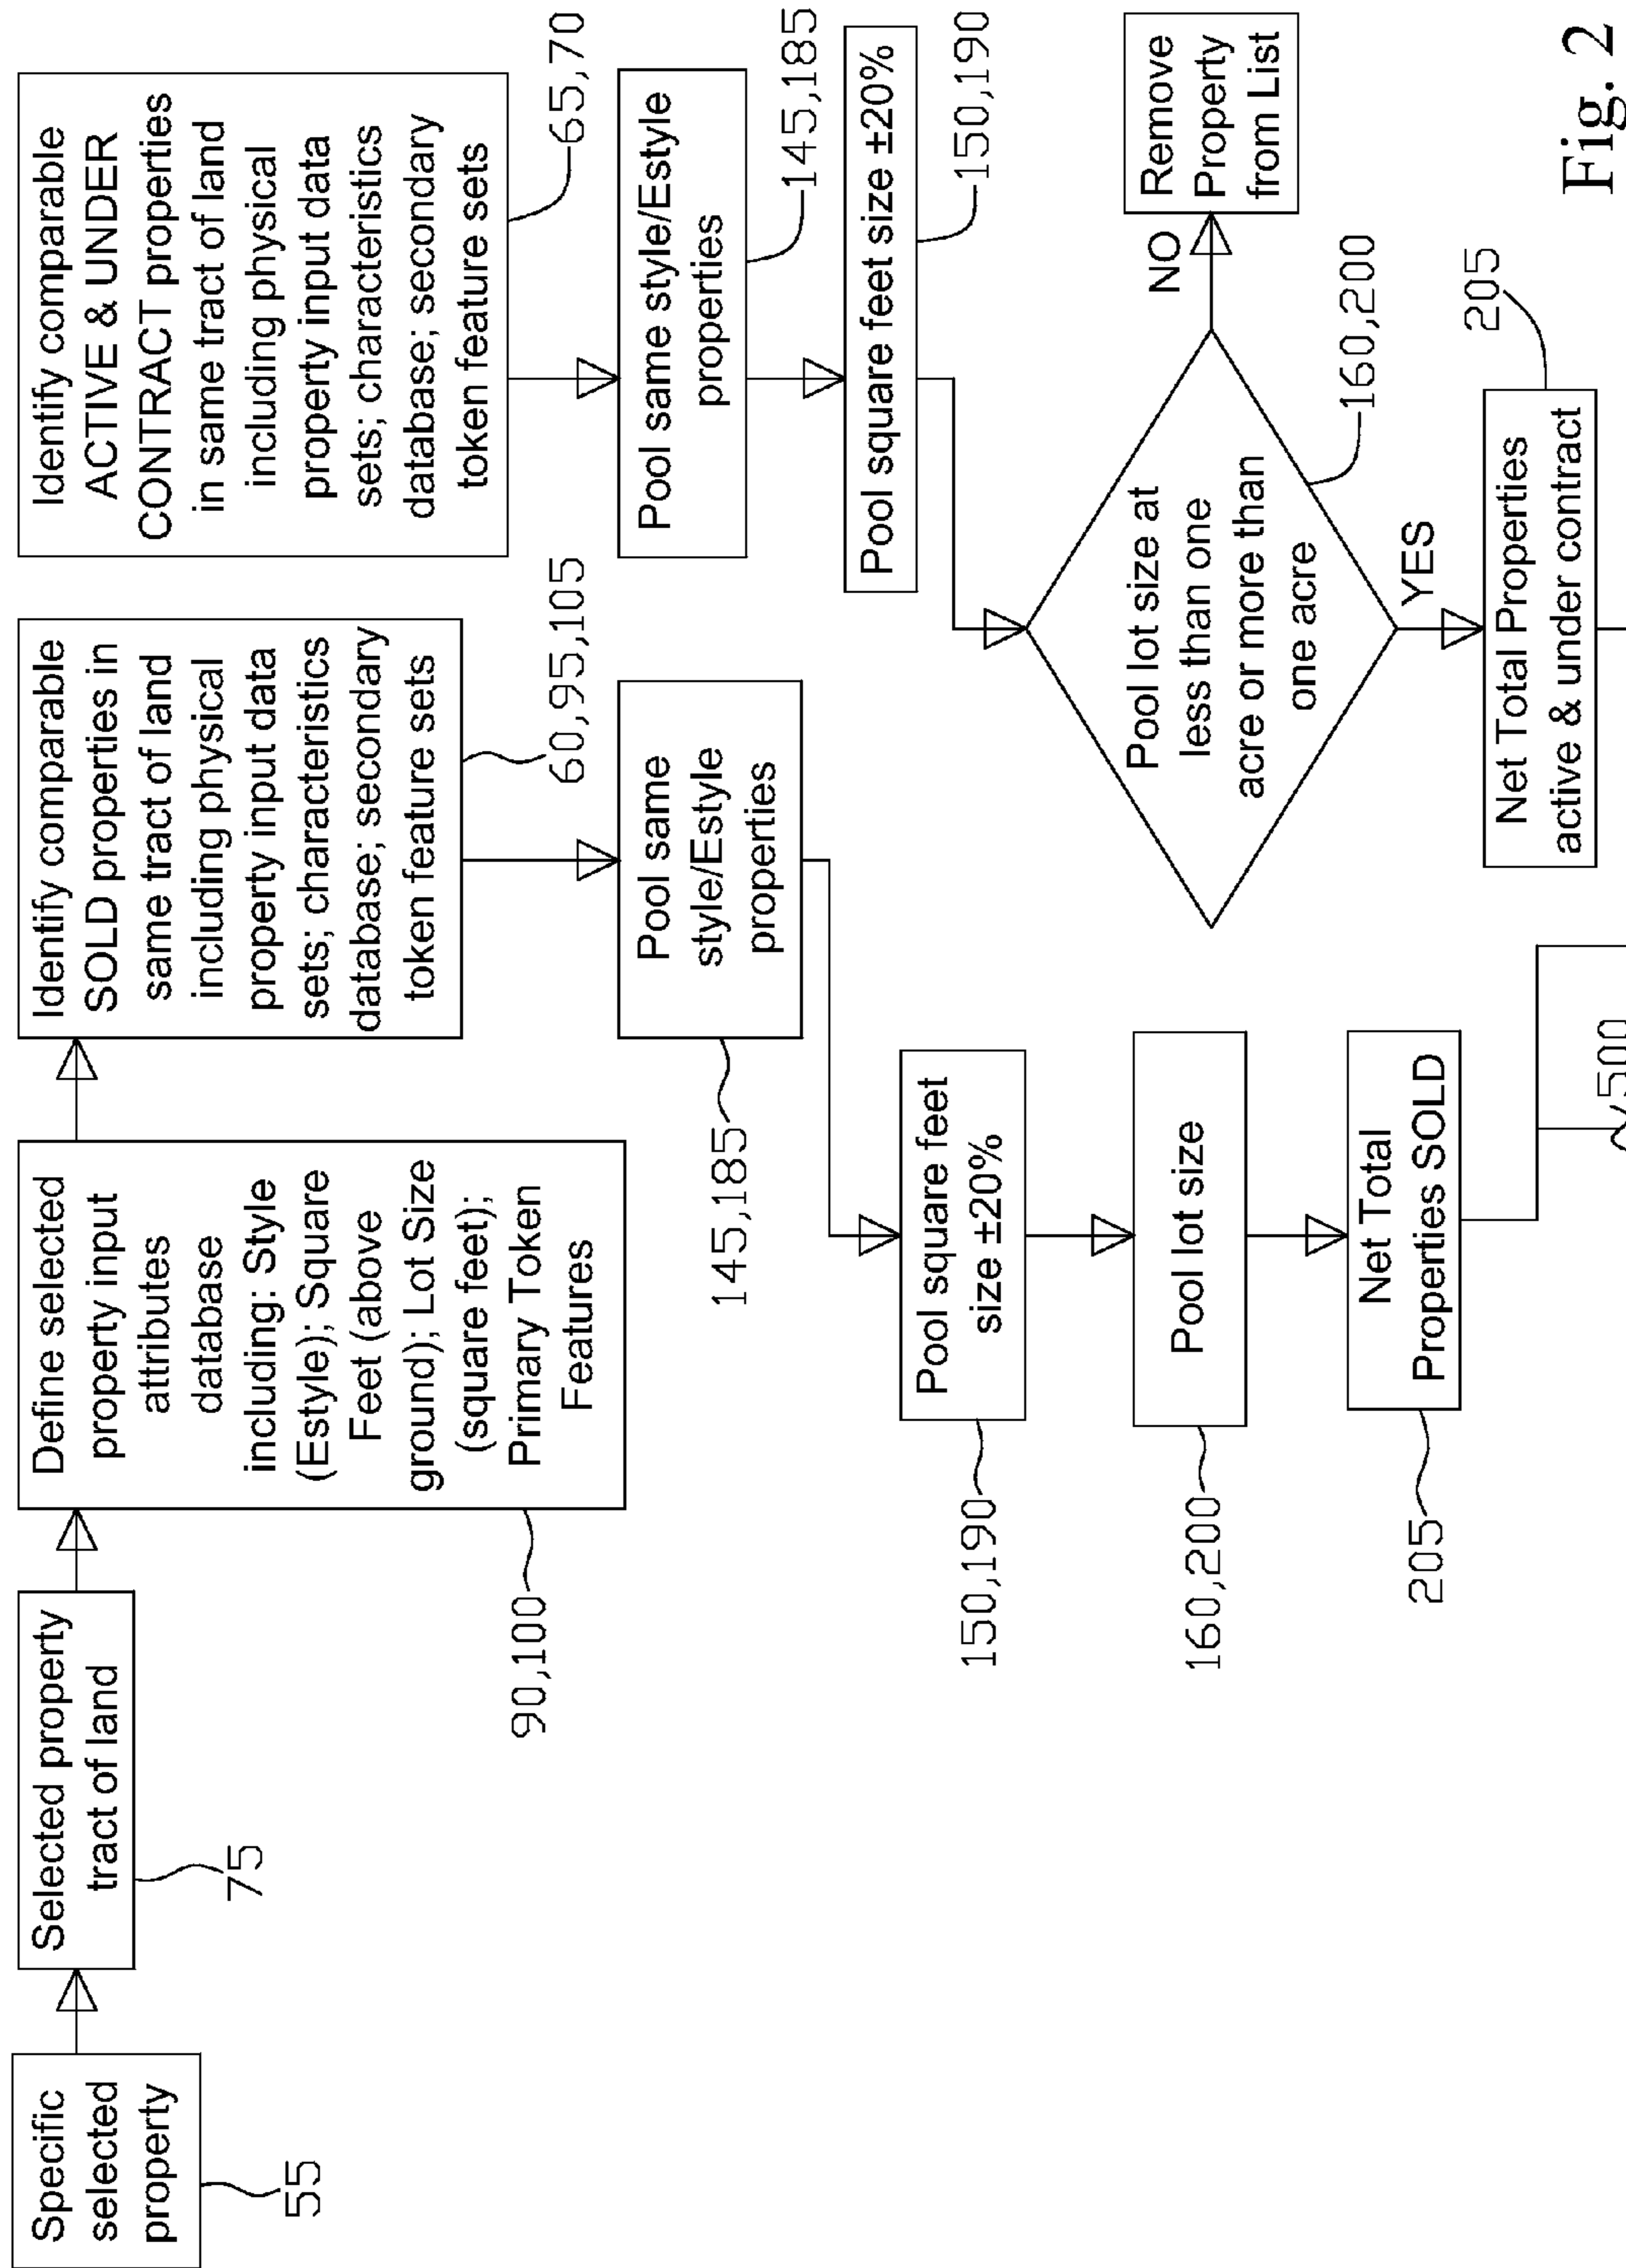 Specific
selected
property
55
Selected property
tract of land
75
Define selected
property input
attributes
database
including: Style
(Estyle); Square
Feet (above
ground); Lot Size
(square feet);
Primary Token
Features
90,100
Identify comparable
SOLD properties in
same tract of land
including physical
property input data
sets; characteristics
database; secondary
token feature sets
60,95,105
Identify comparable
ACTIVE & UNDER
CONTRACT properties
in same tract of land
including physical
property input data
sets; characteristics
database; secondary
token feature sets
65,70
Pool same
style/Estyle
properties
145,185
Pool same style/Estyle
properties
145,185
Pool square feet
size ±20%
150,190
Pool square feet size ±20%
150,190
Pool lot size
160,200
Pool lot size at
less than one
acre or more than
one acre
160,200
NO
Remove
Property
from List
YES
Net Total
Properties SOLD
205
Net Total Properties
active & under contract
205
500
Fig. 2